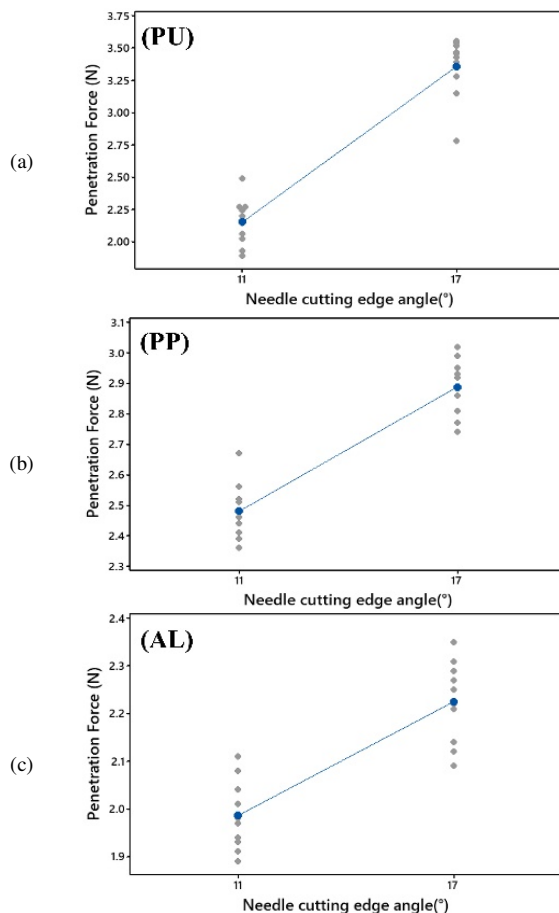 (a)
(PU)
Penetration Force (N)
3.75
3.50
3.25
3.00
2.75
2.50
2.25
2.00
11
17
Needle cutting edge angle(°)
(b)
(PP)
Penetration Force (N)
3.1
3.0
2.9
2.8
2.7
2.6
2.5
2.4
2.3
11
17
Needle cutting edge angle(°)
(c)
(AL)
Penetration Force (N)
2.4
2.3
2.2
2.1
2.0
1.9
11
17
Needle cutting edge angle(°)